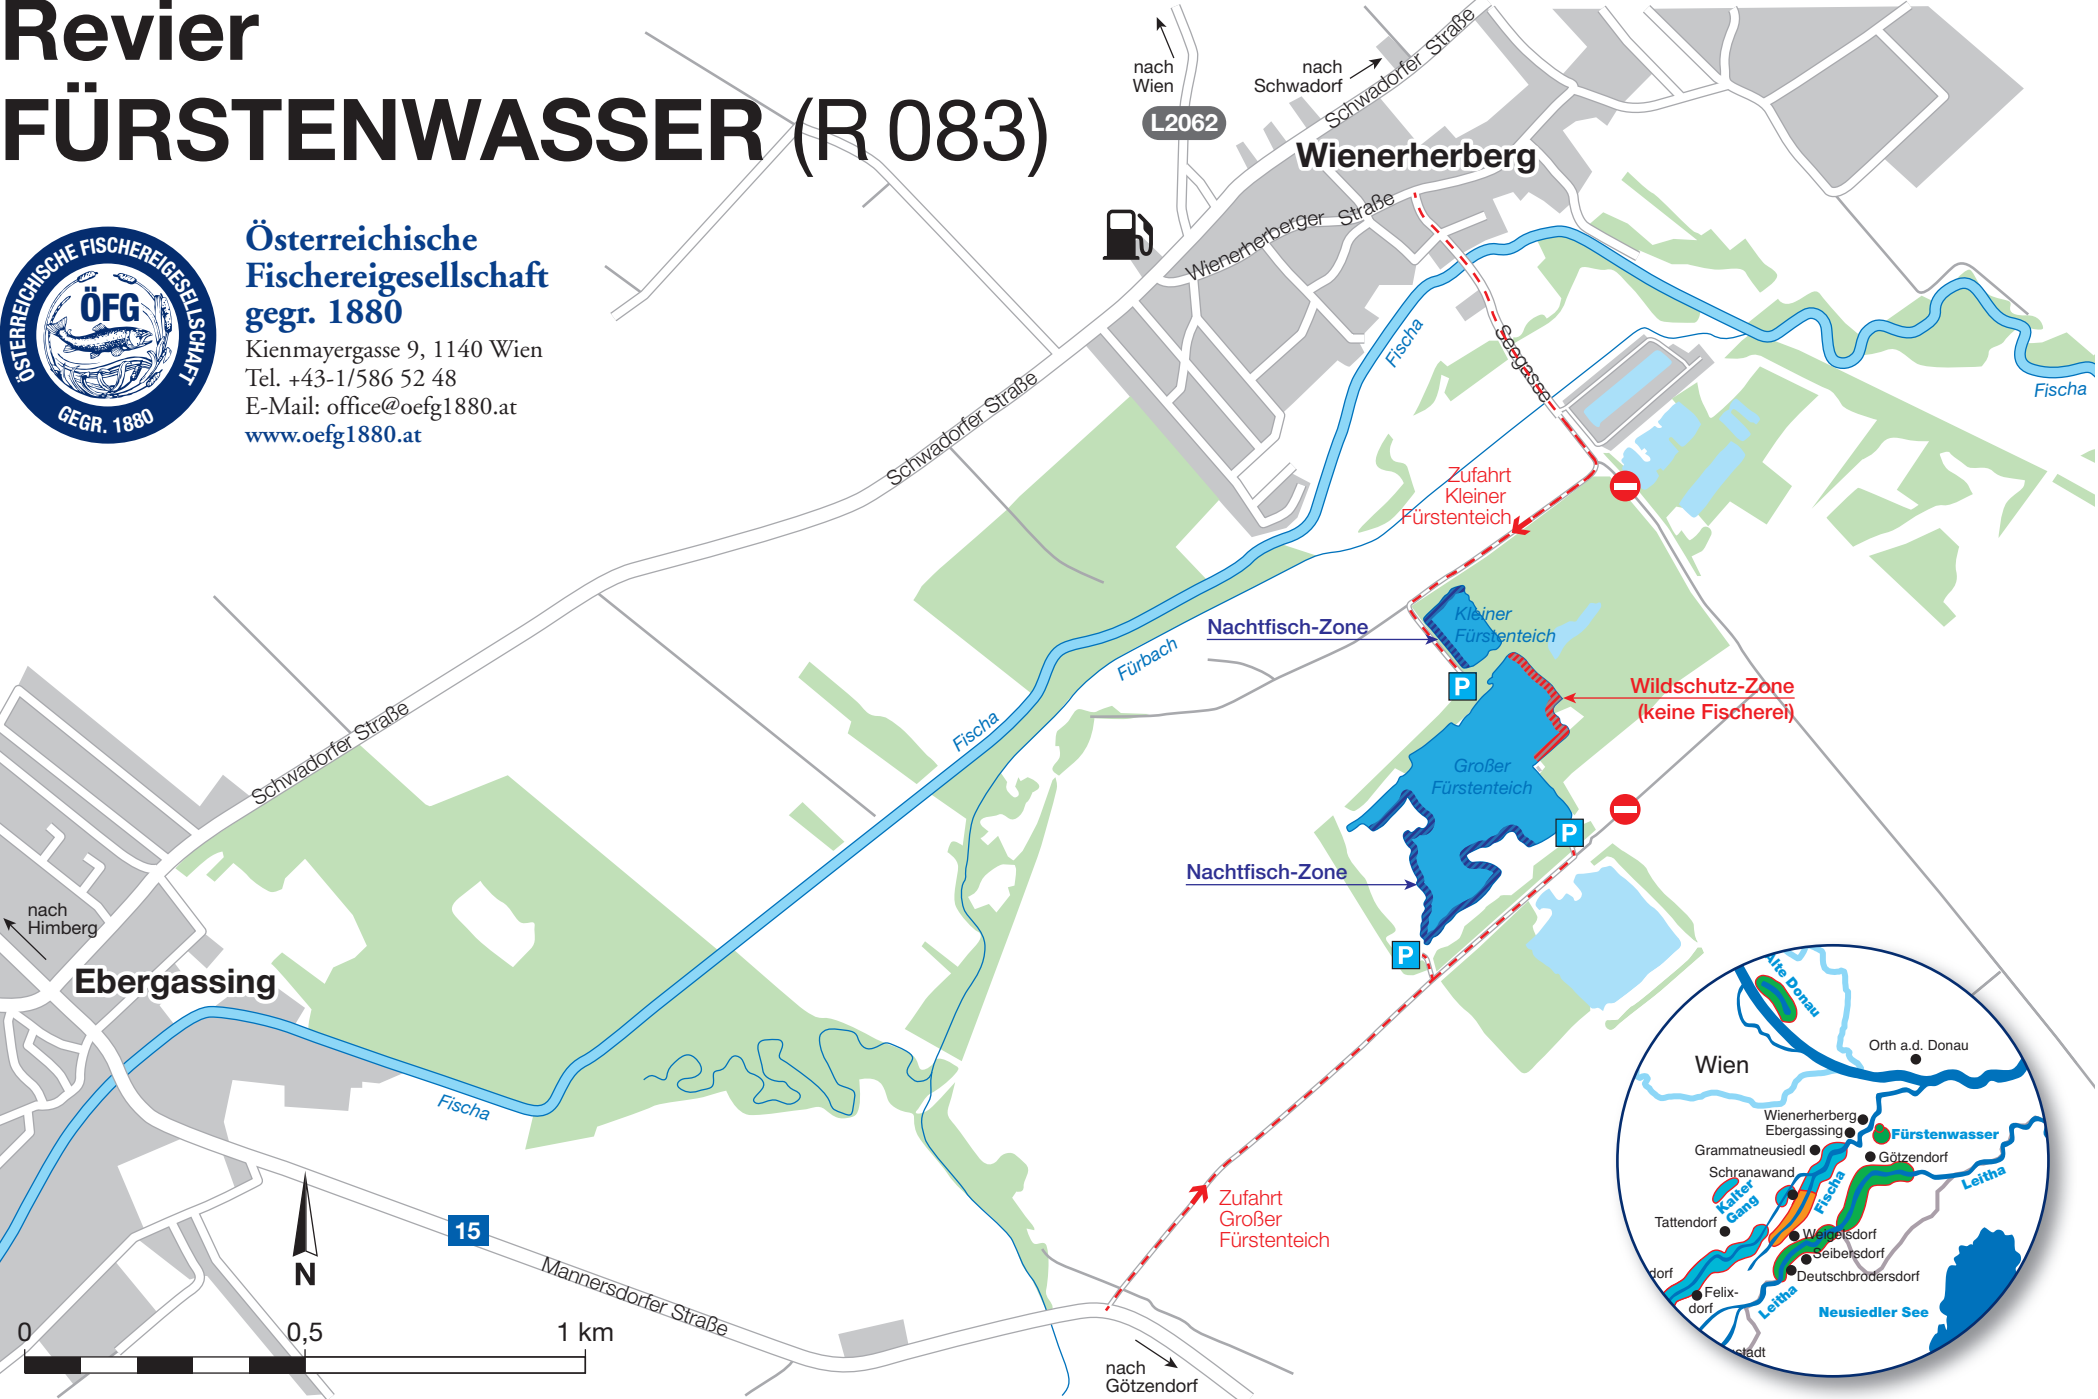 Revier
FÜRSTENWASSER (R 083)
ÖSTERREICHISCHE FISCHEREIGESELLSCHAFT
ÖFG
GEGR. 1880
Österreichische
Fischereigesellschaft
gegr. 1880
Kienmayergasse 9, 1140 Wien
Tel. +43-1/586 52 48
E-Mail: office@oefg1880.at
www.oefg1880.at
nach
Wien
L2062
nach
Schwadorf
Schwadorfer Straße
Wienerherberg
Wienerherberger Straße
Fischa
Seegasse
Fischa
Schwadorfer Straße
Zufahrt
Kleiner
Fürstenteich
Kleiner
Fürstenteich
Nachtfisch-Zone
P
Fürbach
Wildschutz-Zone
(keine Fischerei)
Fischa
Schwadorfer Straße
Großer
Fürstenteich
P
Nachtfisch-Zone
P
nach
Himberg
Ebergassing
Fischa
15
Mannersdorfer Straße
N
0
0,5
1 km
Zufahrt
Großer
Fürstenteich
nach
Götzendorf
Alte Donau
Wien
Orth a.d. Donau
Wienerherberg
Ebergassing
Fürstenwasser
Grammatneusiedl
Götzendorf
Schranawand
Leitha
Kalter
Gang
Fischa
Tattendorf
Weigelsdorf
Seibersdorf
Deutschbrodersdorf
dorf
Felix-
dorf
Leitha
Neusiedler See
stadt